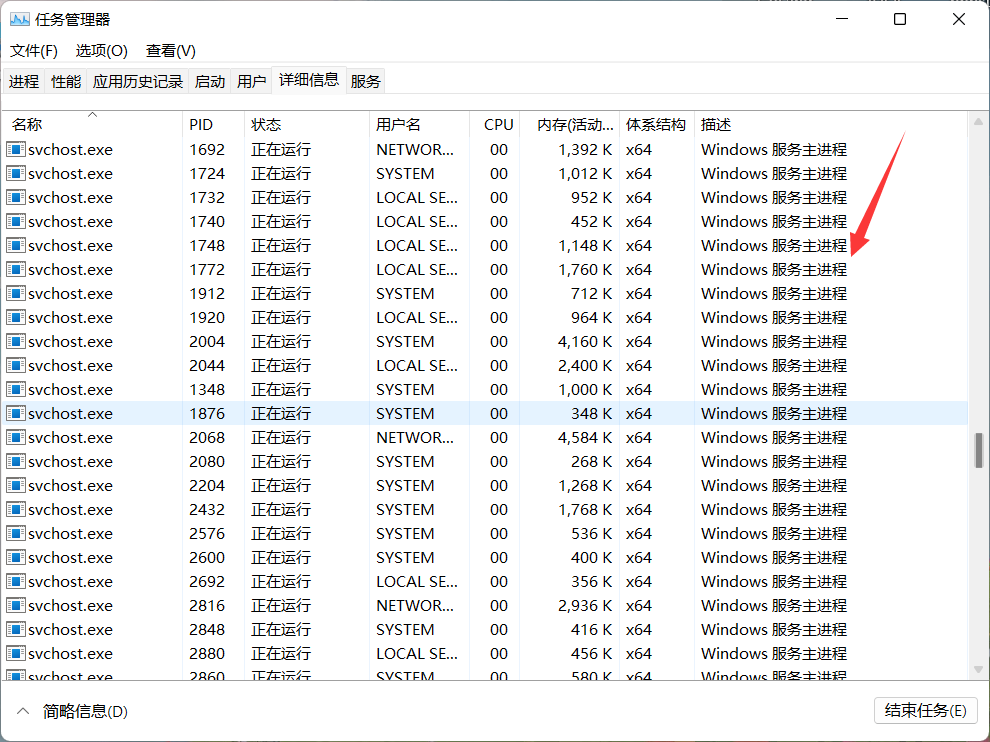 任务管理器
文件(F) 选项(O) 查看(V)
进程 性能 应用历史记录 启动 用户 详细信息 服务
名称 PID 状态 用户名 CPU 内存(活动... 体系结构 描述
svchost.exe 1692 正在运行 NETWOR... 00 1,392 K x64 Windows 服务主进程
svchost.exe 1724 正在运行 SYSTEM 00 1,012 K x64 Windows 服务主进程
svchost.exe 1732 正在运行 LOCAL SE... 00 952 K x64 Windows 服务主进程
svchost.exe 1740 正在运行 LOCAL SE... 00 452 K x64 Windows 服务主进程
svchost.exe 1748 正在运行 LOCAL SE... 00 1,148 K x64 Windows 服务主进程
svchost.exe 1772 正在运行 LOCAL SE... 00 1,760 K x64 Windows 服务主进程
svchost.exe 1912 正在运行 SYSTEM 00 712 K x64 Windows 服务主进程
svchost.exe 1920 正在运行 LOCAL SE... 00 964 K x64 Windows 服务主进程
svchost.exe 2004 正在运行 SYSTEM 00 4,160 K x64 Windows 服务主进程
svchost.exe 2044 正在运行 LOCAL SE... 00 2,400 K x64 Windows 服务主进程
svchost.exe 1348 正在运行 SYSTEM 00 1,000 K x64 Windows 服务主进程
svchost.exe 1876 正在运行 SYSTEM 00 348 K x64 Windows 服务主进程
svchost.exe 2068 正在运行 NETWOR... 00 4,584 K x64 Windows 服务主进程
svchost.exe 2080 正在运行 SYSTEM 00 268 K x64 Windows 服务主进程
svchost.exe 2204 正在运行 SYSTEM 00 1,268 K x64 Windows 服务主进程
svchost.exe 2432 正在运行 SYSTEM 00 1,768 K x64 Windows 服务主进程
svchost.exe 2576 正在运行 SYSTEM 00 536 K x64 Windows 服务主进程
svchost.exe 2600 正在运行 SYSTEM 00 400 K x64 Windows 服务主进程
svchost.exe 2692 正在运行 LOCAL SE... 00 356 K x64 Windows 服务主进程
svchost.exe 2816 正在运行 NETWOR... 00 2,936 K x64 Windows 服务主进程
svchost.exe 2848 正在运行 SYSTEM 00 416 K x64 Windows 服务主进程
svchost.exe 2880 正在运行 LOCAL SE... 00 456 K x64 Windows 服务主进程
svchost.exe 2860 正在运行 SYSTEM 00 580 K x64 Windows 服务主进程
简略信息(D) 结束任务(E)